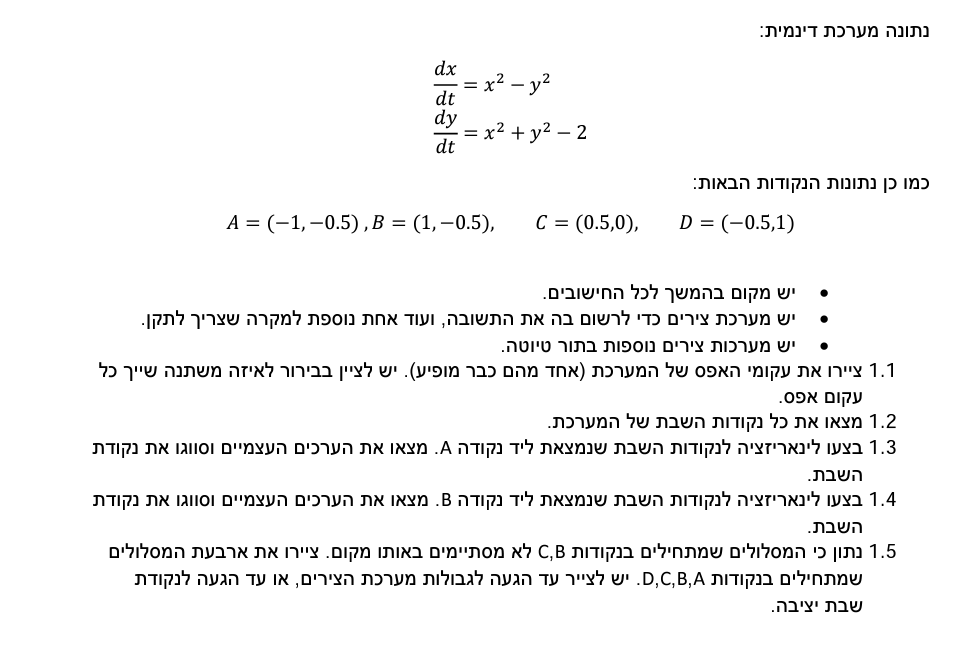 נתונה מערכת דינמית:
dx/dt = x² − y²
dy/dt = x² + y² − 2
כמו כן נתונות הנקודות הבאות:
A = (−1,−0.5) , B = (1,−0.5), C = (0.5,0), D = (−0.5,1)
• יש מקום בהמשך לכל החישובים.
• יש מערכת צירים כדי לרשום בה את התשובה, ועוד אחת נוספת למקרה שצריך לתקן.
• יש מערכות צירים נוספות בתור טיוטה.
1.1 ציירו את עקומי האפס של המערכת (אחד מהם כבר מופיע). יש לציין בבירור לאיזה משתנה שייך כל
עקום אפס.
1.2 מצאו את כל נקודות השבת של המערכת.
1.3 בצעו לינאריזציה לנקודות השבת שנמצאת ליד נקודה A. מצאו את הערכים העצמיים וסווגו את נקודת
השבת.
1.4 בצעו לינאריזציה לנקודות השבת שנמצאת ליד נקודה B. מצאו את הערכים העצמיים וסווגו את נקודת
השבת.
1.5 נתון כי המסלולים שמתחילים בנקודות C,B לא מסתיימים באותו מקום. ציירו את ארבעת המסלולים
שמתחילים בנקודות D,C,B,A. יש לצייר עד הגעה לגבולות מערכת הצירים, או עד הגעה לנקודת
שבת יציבה.